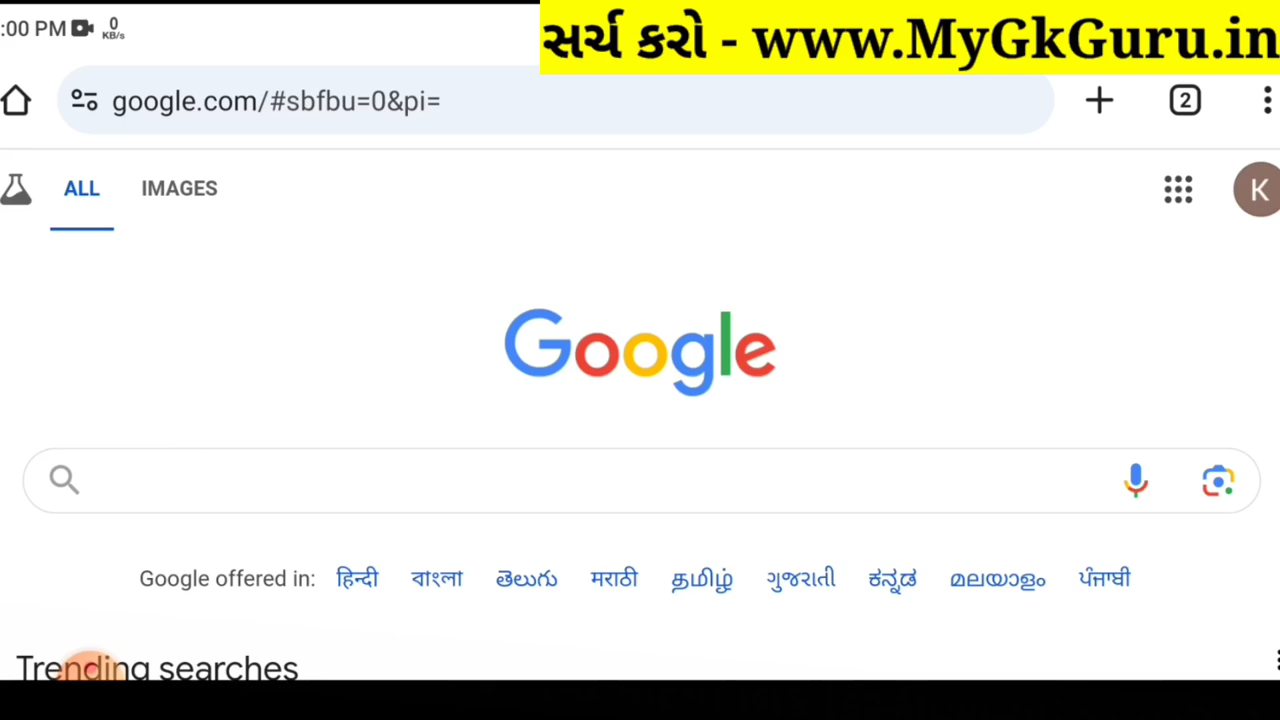 :00 PM 0 KB/s
સર્ચ કરો - www.MyGkGuru.in
google.com/#sbfbu=0&pi=
2
ALL IMAGES
K
Google
Google offered in: हिन्दी বাংলা తెలుగు मराठी தமிழ் ગુજરાતી ಕನ್ನಡ മലയാളം ਪੰਜਾਬੀ
Trending searches